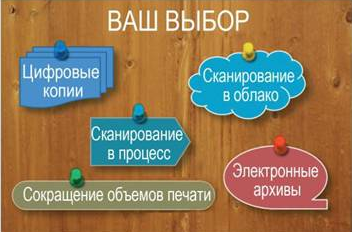 ВАШ ВЫБОР
Цифровые
копии
Сканирование
в облако
Сканирование
в процесс
Электронные
архивы
Сокращение объемов печати